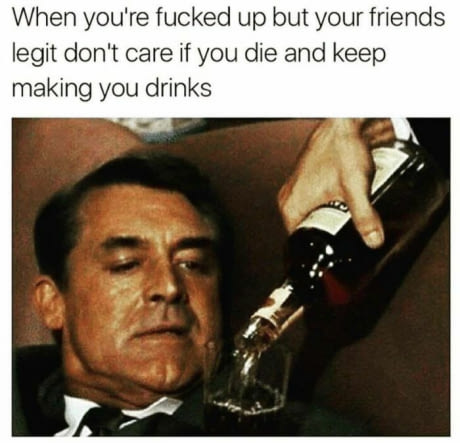 When you're fucked up but your friends
legit don't care if you die and keep
making you drinks